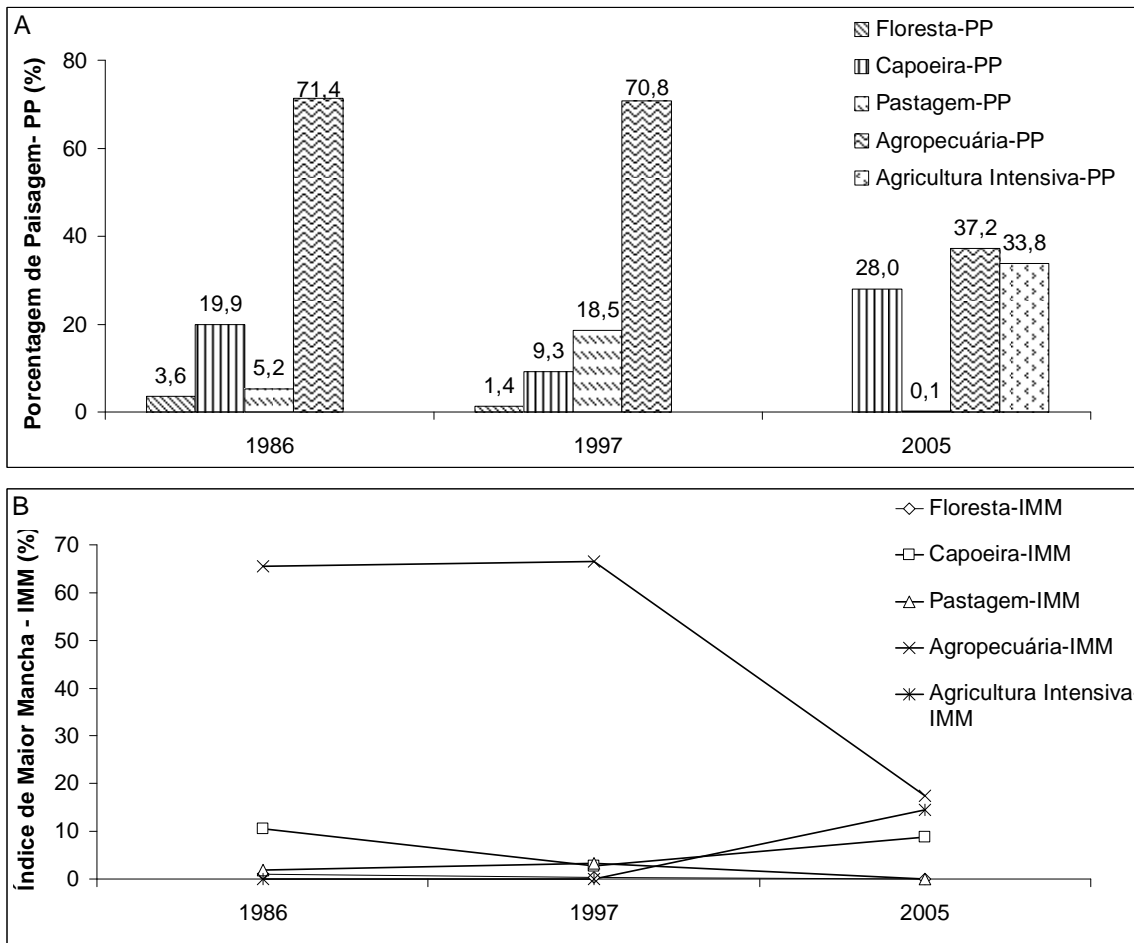 A
Porcentagem de Paisagem- PP (%)
80
60
40
20
0
3,6
19,9
5,2
71,4
1,4
9,3
18,5
70,8
28,0
0,1
37,2
33,8
1986
1997
2005
Floresta-PP
Capoeira-PP
Pastagem-PP
Agropecuária-PP
Agricultura Intensiva-PP
B
Índice de Maior Mancha - IMM (%)
70
60
50
40
30
20
10
0
1986
1997
2005
Floresta-IMM
Capoeira-IMM
Pastagem-IMM
Agropecuária-IMM
Agricultura Intensiva
IMM